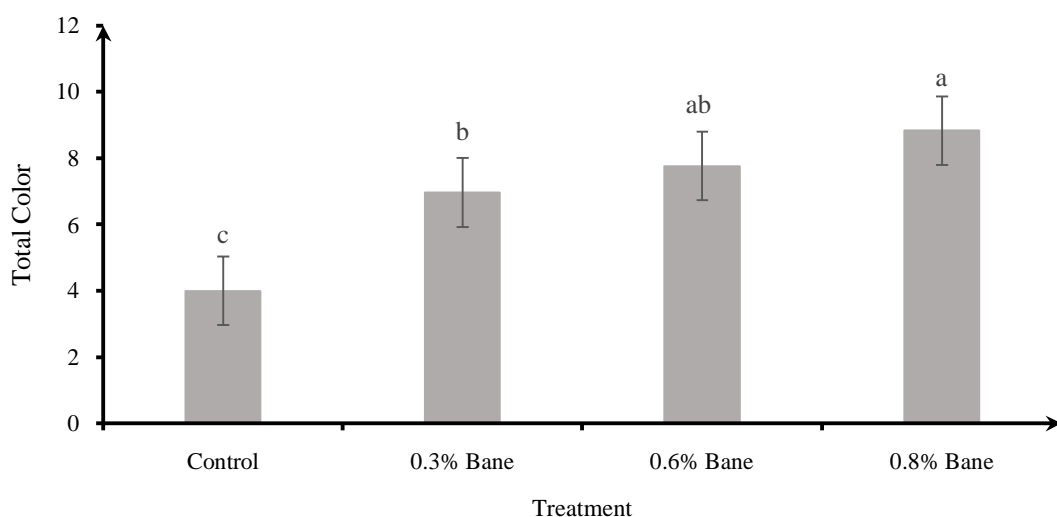 12
10
8
6
4
2
0
Total Color
c
b
ab
a
Control
0.3% Bane
0.6% Bane
0.8% Bane
Treatment